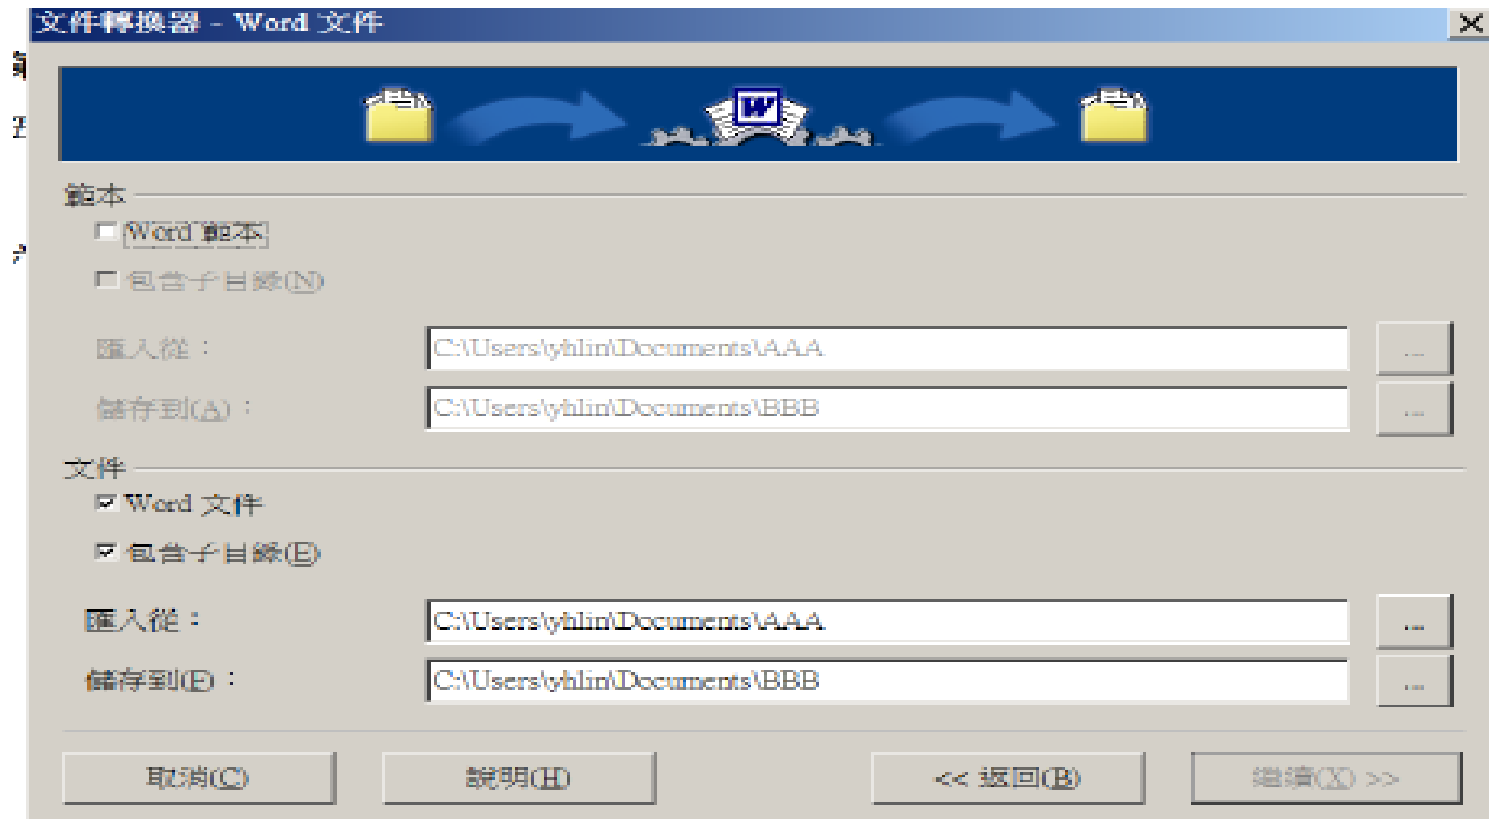 文件轉換器 - Word 文件
W
範本
Word 範本
包含子目錄(N)
匯入從：
C:\Users\yhlin\Documents\AAA
...
儲存到(A)：
C:\Users\yhlin\Documents\BBB
...
文件
Word 文件
包含子目錄(E)
匯入從：
C:\Users\yhlin\Documents\AAA
...
儲存到(F)：
C:\Users\yhlin\Documents\BBB
...
取消(C)
說明(H)
<< 返回(B)
繼續(X) >>